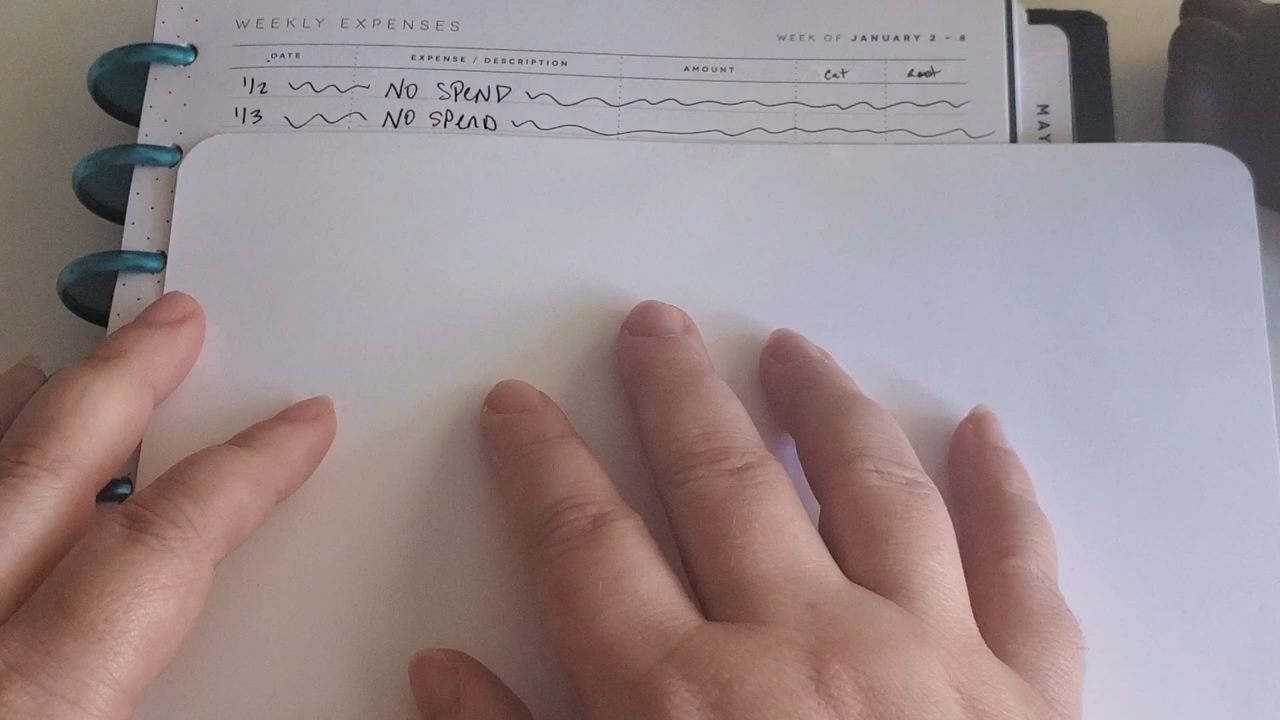 WEEKLY EXPENSES
WEEK OF JANUARY 2 - 8
DATE EXPENSE / DESCRIPTION AMOUNT Cat Acct
1/2 NO SPEND
1/3 NO SPEND
MAY